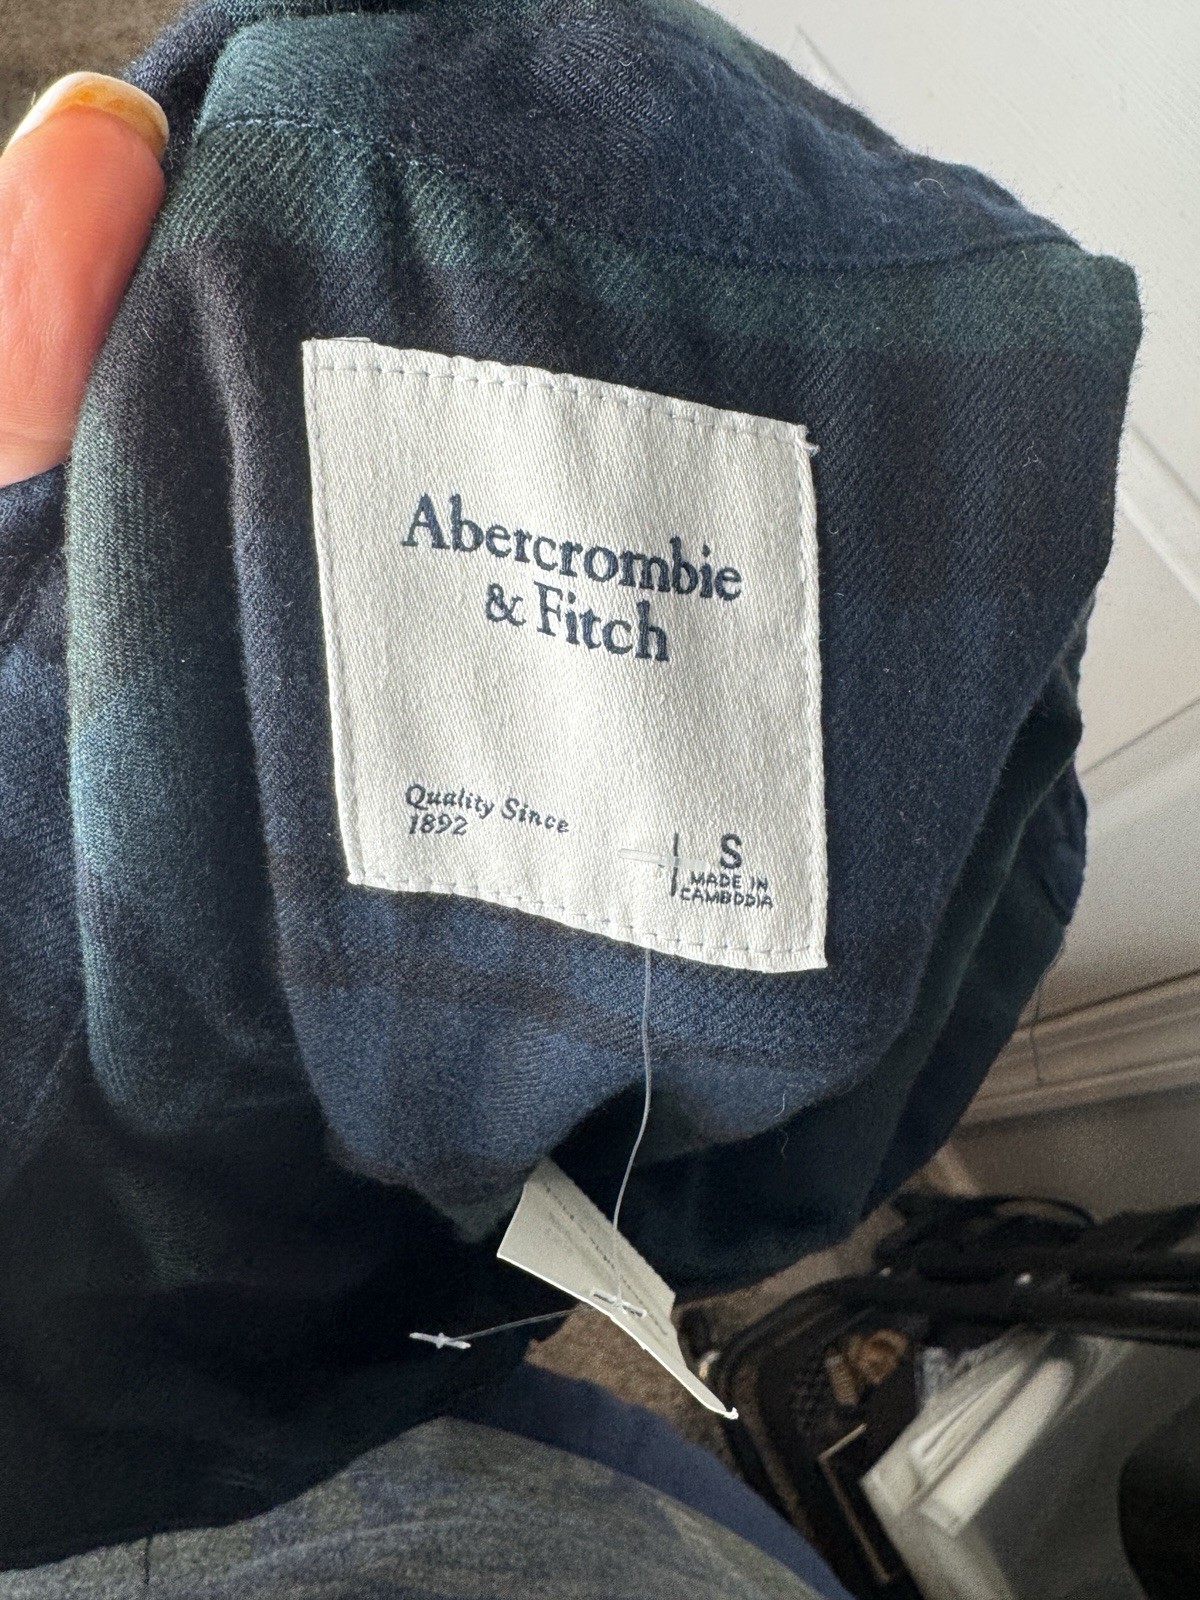 Abercrombie
& Fitch
Quality Since
1892
S
MADE IN
CAMBODIA